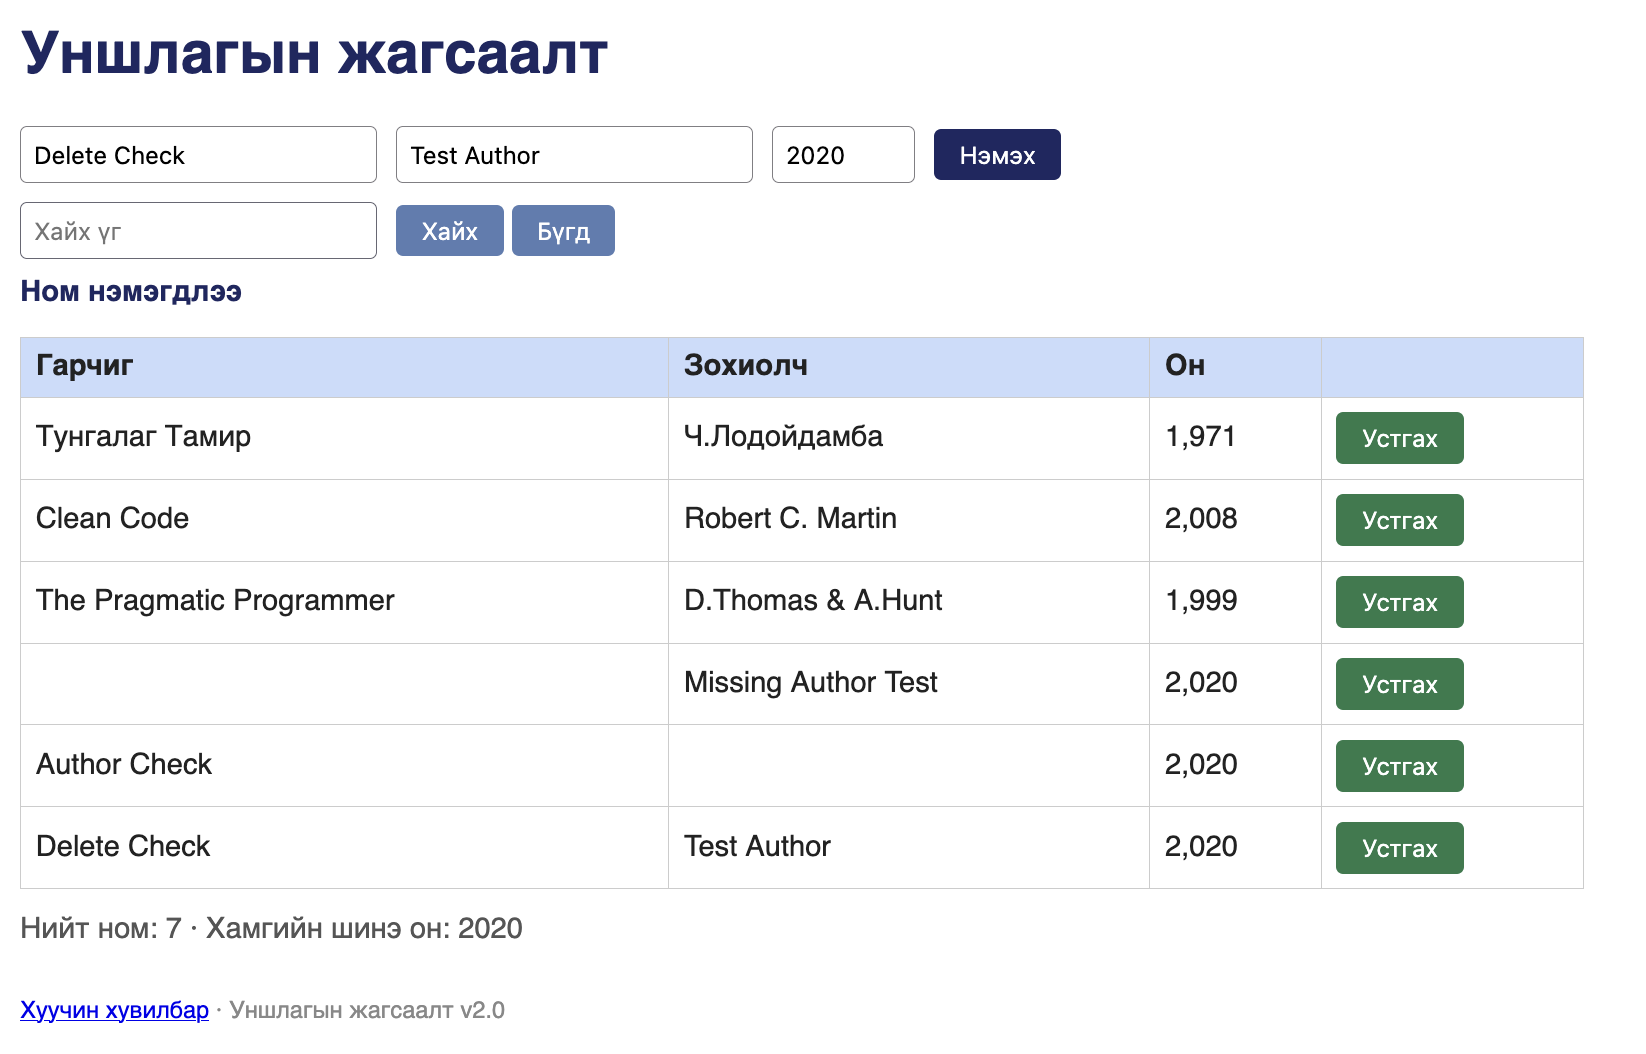 Уншлагын жагсаалт
Delete Check Test Author 2020 Нэмэх
Хайх үг Хайх Бүгд
Ном нэмэгдлээ
Гарчиг Зохиолч Он
Тунгалаг Тамир Ч.Лодойдамба 1,971 Устгах
Clean Code Robert C. Martin 2,008 Устгах
The Pragmatic Programmer D.Thomas & A.Hunt 1,999 Устгах
Missing Author Test 2,020 Устгах
Author Check 2,020 Устгах
Delete Check Test Author 2,020 Устгах
Нийт ном: 7 · Хамгийн шинэ он: 2020
Хуучин хувилбар · Уншлагын жагсаалт v2.0